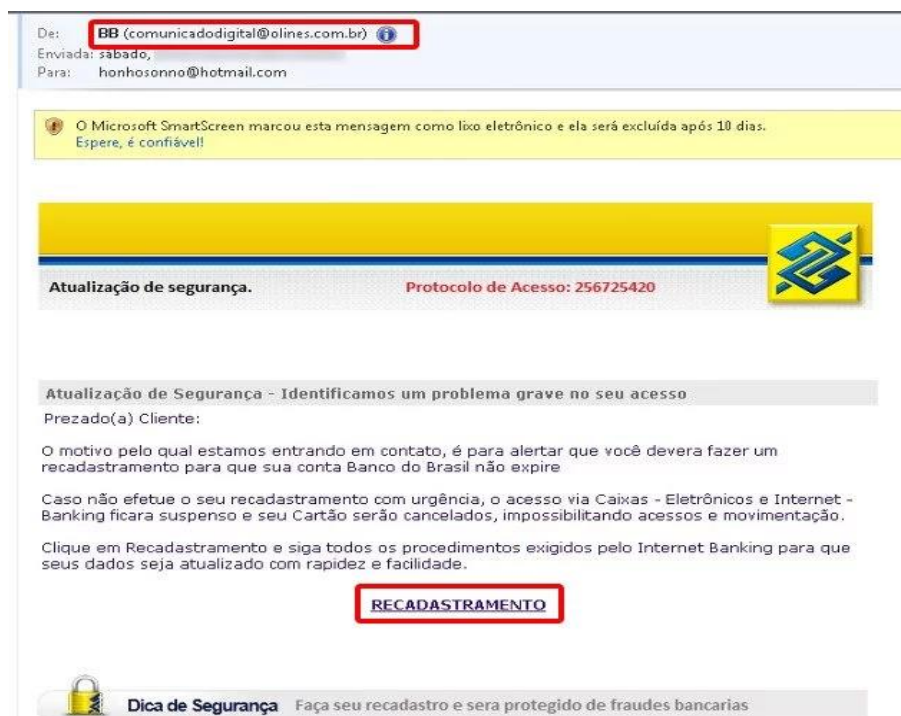 De: BB (comunicadodigital@olines.com.br)
Enviada: sábado,
Para: honhosonno@hotmail.com
O Microsoft SmartScreen marcou esta mensagem como lixo eletrônico e ela será excluída após 10 dias.
Espere, é confiável!
Atualização de segurança. Protocolo de Acesso: 256725420
Atualização de Segurança - Identificamos um problema grave no seu acesso
Prezado(a) Cliente:
O motivo pelo qual estamos entrando em contato, é para alertar que você devera fazer um
recadastramento para que sua conta Banco do Brasil não expire
Caso não efetue o seu recadastramento com urgência, o acesso via Caixas - Eletrônicos e Internet -
Banking ficara suspenso e seu Cartão serão cancelados, impossibilitando acessos e movimentação.
Clique em Recadastramento e siga todos os procedimentos exigidos pelo Internet Banking para que
seus dados seja atualizado com rapidez e facilidade.
RECADASTRAMENTO
Dica de Segurança Faça seu recadastro e sera protegido de fraudes bancarias